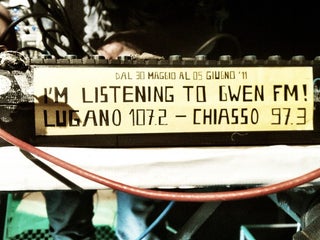 DAL 30 MAGGIO AL 05 GIUGNO '11
I'M LISTENING TO GWEN FM!
LUGANO 107.2 – CHIASSO 97.3